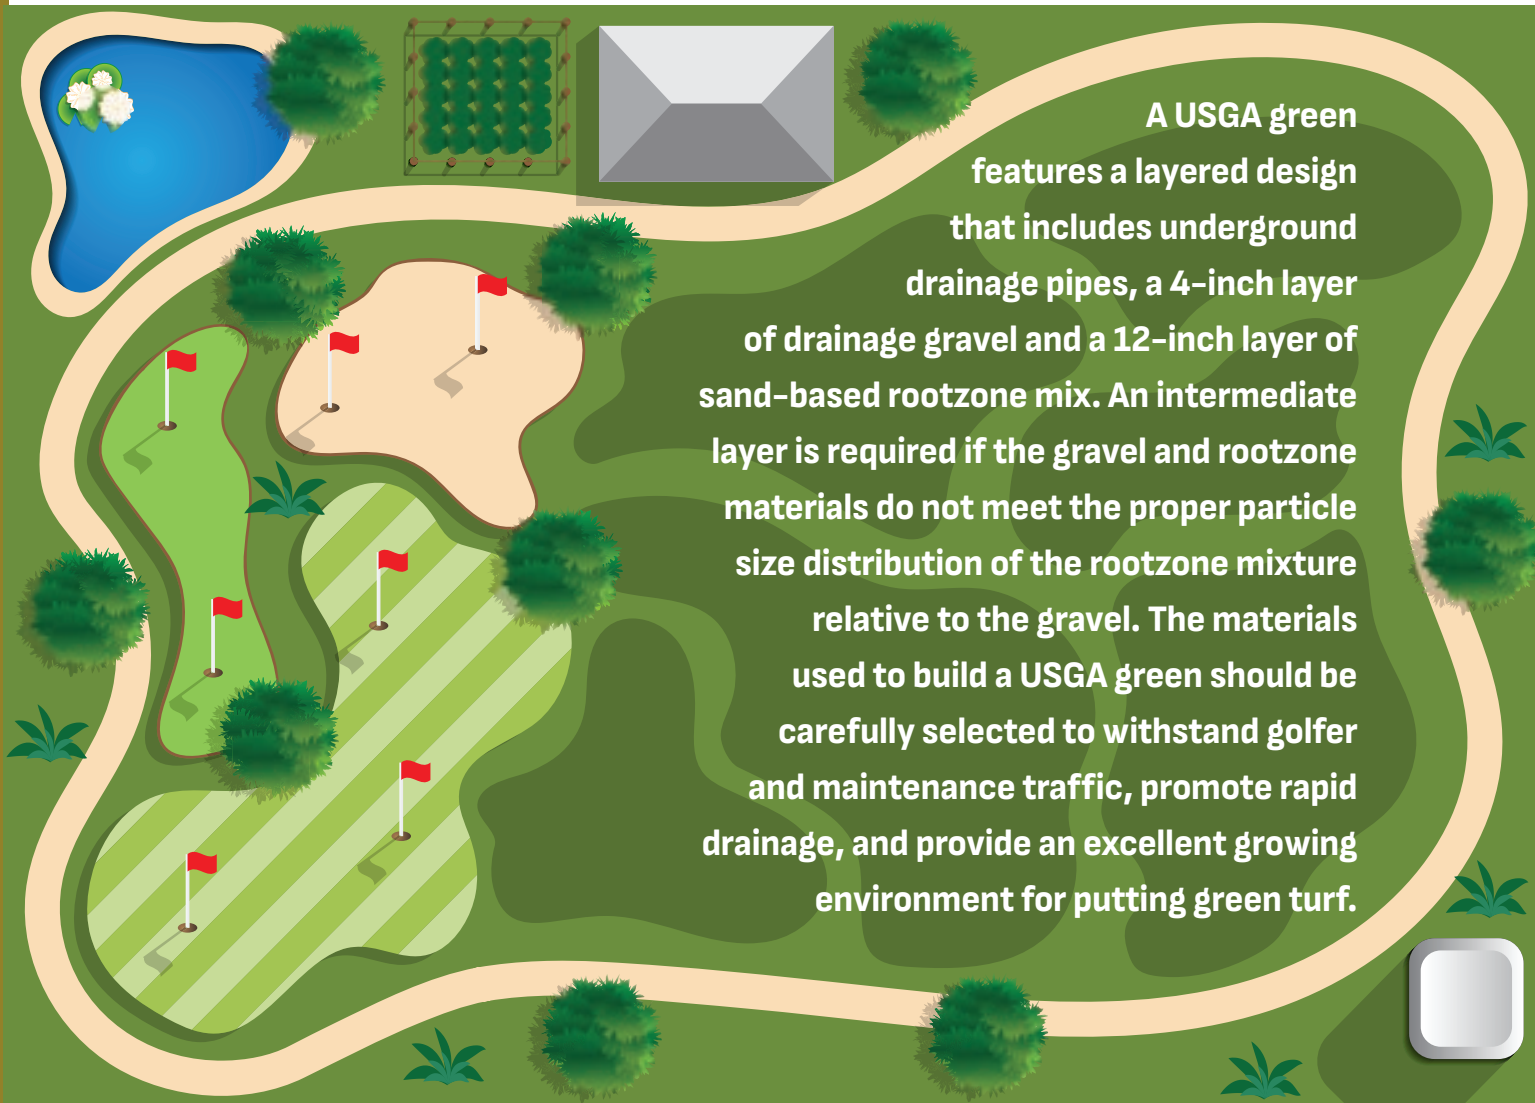 A USGA green
features a layered design
that includes underground
drainage pipes, a 4-inch layer
of drainage gravel and a 12-inch layer of
sand-based rootzone mix. An intermediate
layer is required if the gravel and rootzone
materials do not meet the proper particle
size distribution of the rootzone mixture
relative to the gravel. The materials
used to build a USGA green should be
carefully selected to withstand golfer
and maintenance traffic, promote rapid
drainage, and provide an excellent growing
environment for putting green turf.